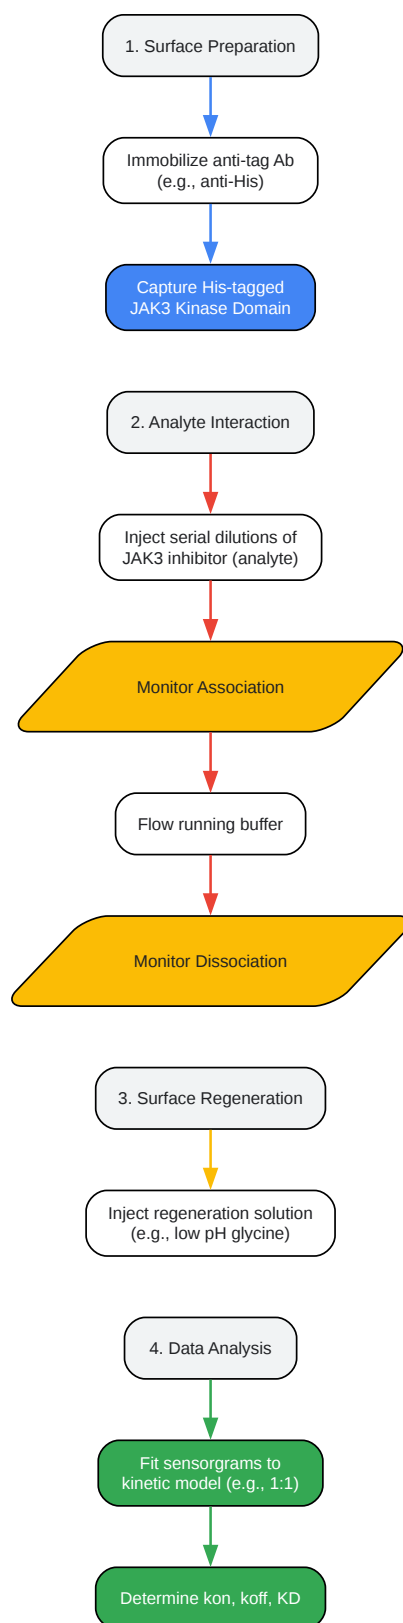 1. Surface Preparation
Immobilize anti-tag Ab
(e.g., anti-His)
Capture His-tagged
JAK3 Kinase Domain
2. Analyte Interaction
Inject serial dilutions of
JAK3 inhibitor (analyte)
Monitor Association
Flow running buffer
Monitor Dissociation
3. Surface Regeneration
Inject regeneration solution
(e.g., low pH glycine)
4. Data Analysis
Fit sensorgrams to
kinetic model (e.g., 1:1)
Determine kon, koff, KD